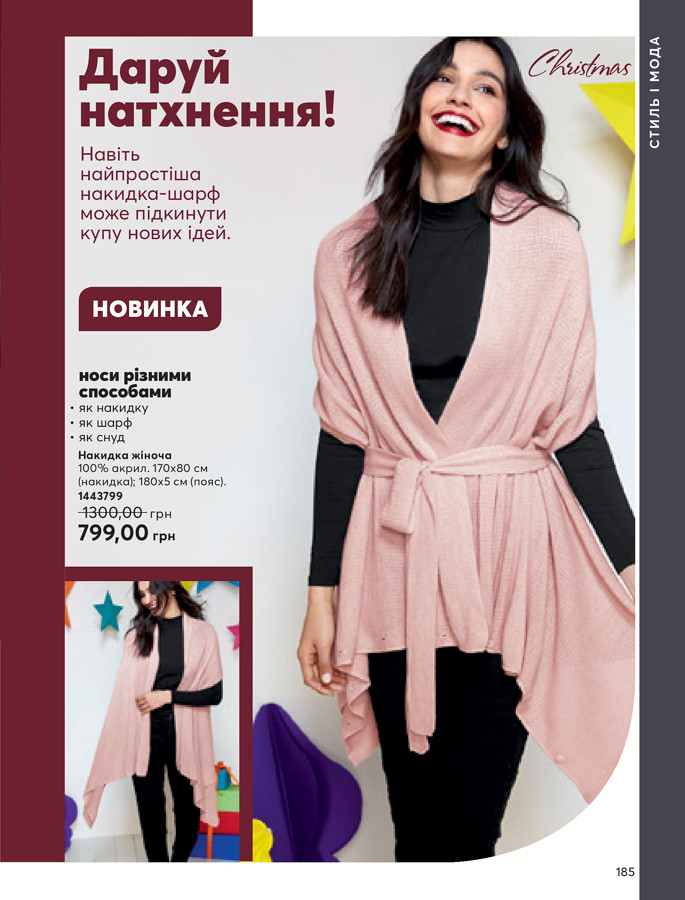 Christmas
СТИЛЬ І МОДА
Даруй
натхнення!
Навіть
найпростіша
накидка-шарф
може підкинути
купу нових ідей.
НОВИНКА
носи різними
способами
• як накидку
• як шарф
• як снуд
Накидка жіноча
100% акрил. 170х80 см
(накидка); 180х5 см (пояс).
1443799
1300,00 грн
799,00 грн
185